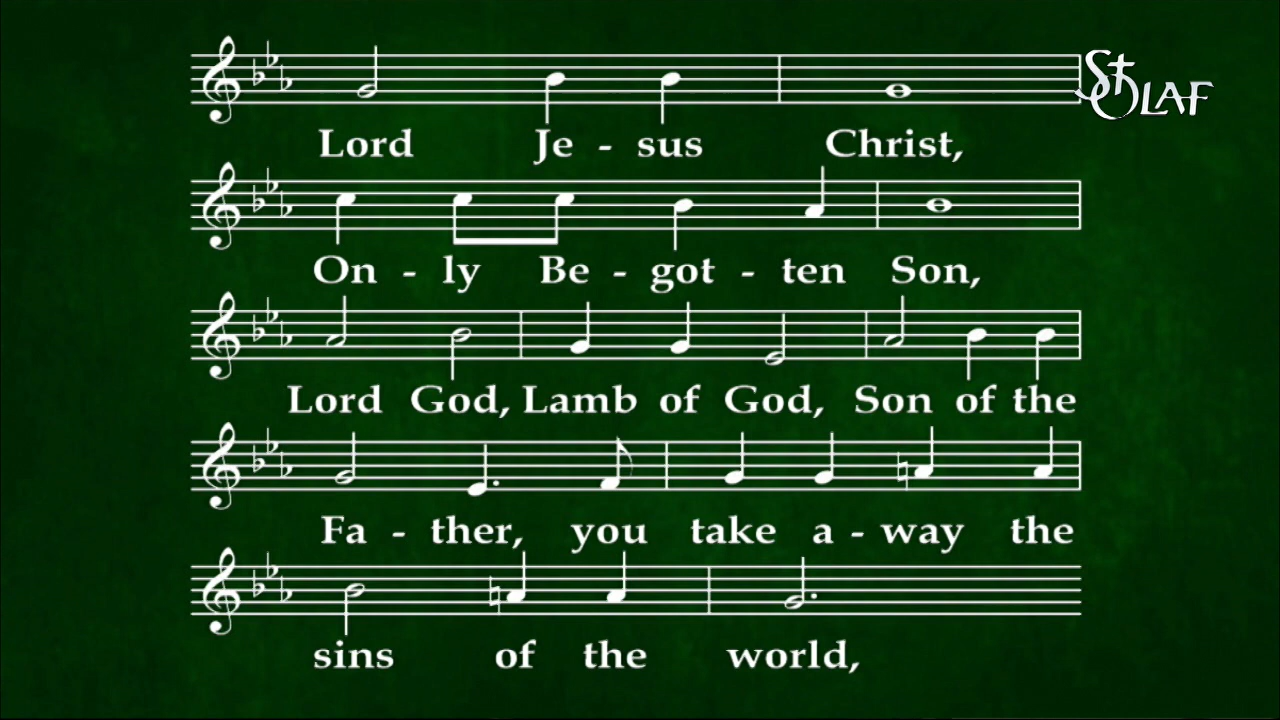 St OLAF
Lord Je - sus Christ,
On - ly Be - got - ten Son,
Lord God, Lamb of God, Son of the
Fa - ther, you take a - way the
sins of the world,